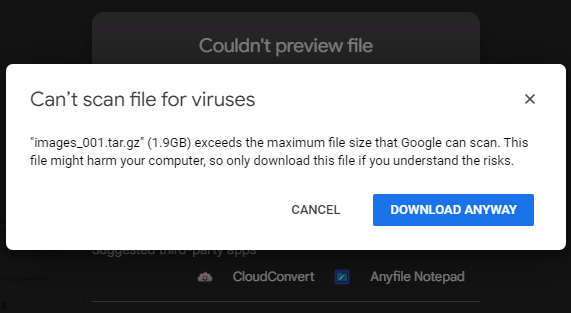 Couldn't preview file
Can't scan file for viruses
"images_001.tar.gz" (1.9GB) exceeds the maximum file size that Google can scan. This
file might harm your computer, so only download this file if you understand the risks.
CANCEL
DOWNLOAD ANYWAY
Suggested third-party apps
CloudConvert
Anyfile Notepad